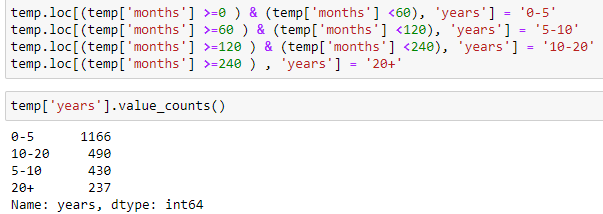 temp.loc[(temp['months'] >=0 ) & (temp['months'] <60), 'years'] = '0-5'
temp.loc[(temp['months'] >=60 ) & (temp['months'] <120), 'years'] = '5-10'
temp.loc[(temp['months'] >=120 ) & (temp['months'] <240), 'years'] = '10-20'
temp.loc[(temp['months'] >=240 ) , 'years'] = '20+'
temp['years'].value_counts()
0-5      1166
10-20     490
5-10      430
20+       237
Name: years, dtype: int64